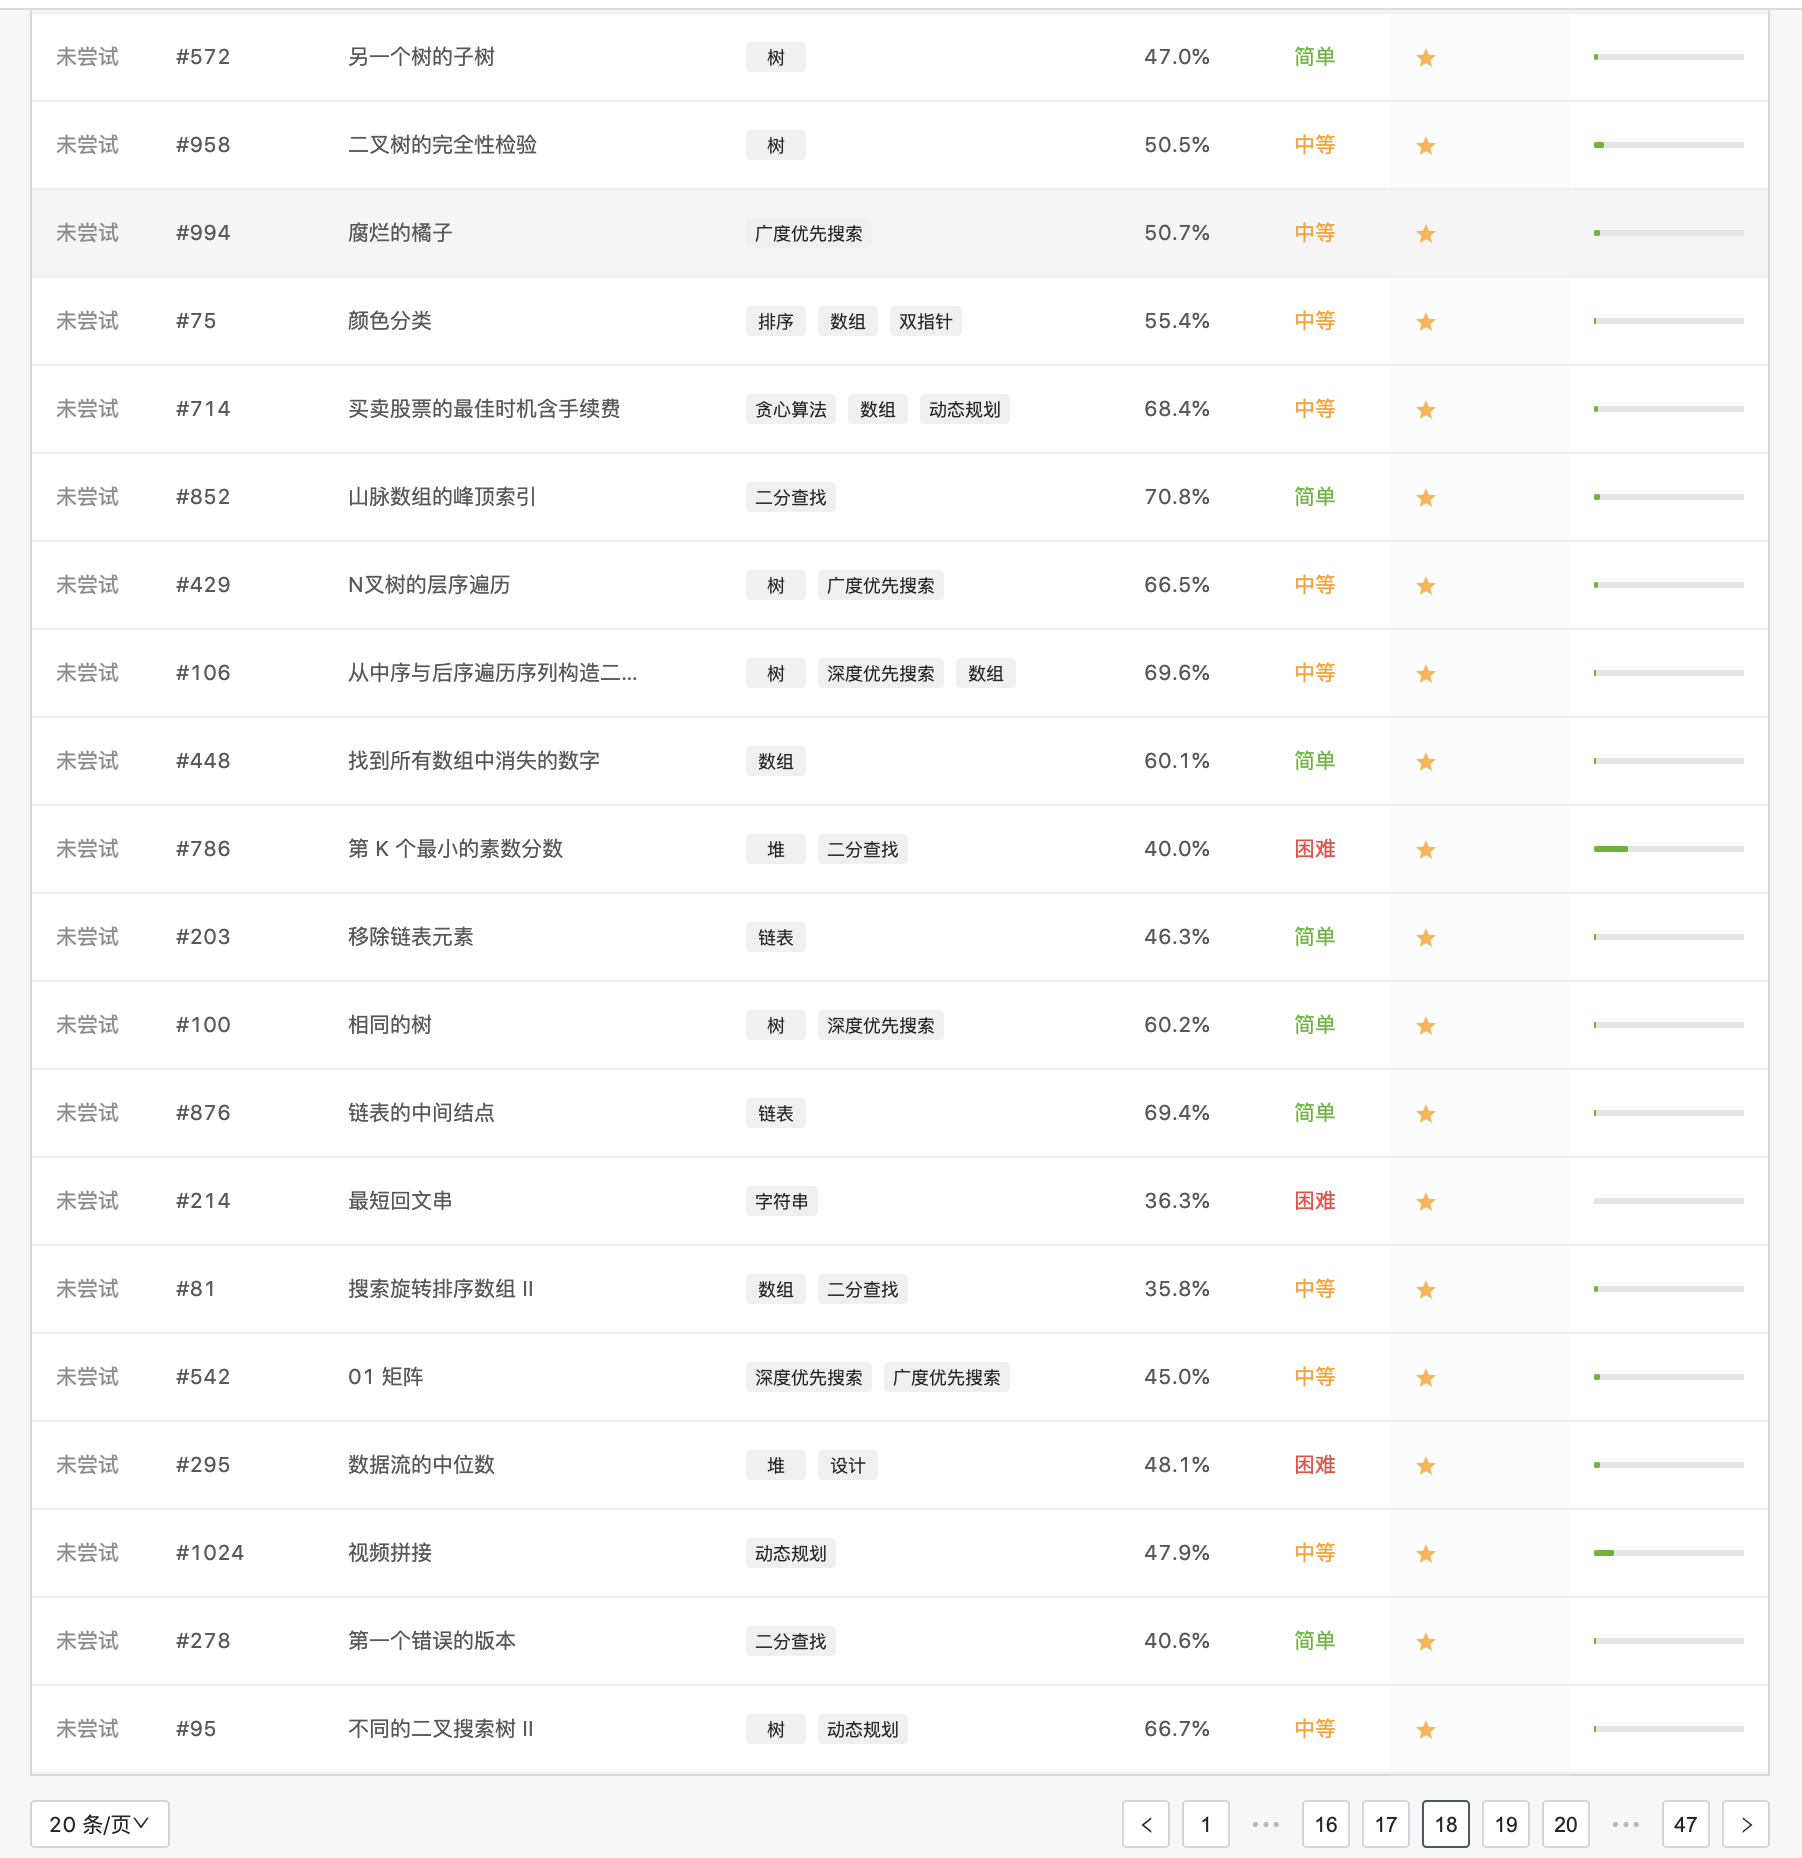 未尝试 #572 另一个树的子树 树 47.0% 简单
未尝试 #958 二叉树的完全性检验 树 50.5% 中等
未尝试 #994 腐烂的橘子 广度优先搜索 50.7% 中等
未尝试 #75 颜色分类 排序 数组 双指针 55.4% 中等
未尝试 #714 买卖股票的最佳时机含手续费 贪心算法 数组 动态规划 68.4% 中等
未尝试 #852 山脉数组的峰顶索引 二分查找 70.8% 简单
未尝试 #429 N叉树的层序遍历 树 广度优先搜索 66.5% 中等
未尝试 #106 从中序与后序遍历序列构造二... 树 深度优先搜索 数组 69.6% 中等
未尝试 #448 找到所有数组中消失的数字 数组 60.1% 简单
未尝试 #786 第 K 个最小的素数分数 堆 二分查找 40.0% 困难
未尝试 #203 移除链表元素 链表 46.3% 简单
未尝试 #100 相同的树 树 深度优先搜索 60.2% 简单
未尝试 #876 链表的中间结点 链表 69.4% 简单
未尝试 #214 最短回文串 字符串 36.3% 困难
未尝试 #81 搜索旋转排序数组 II 数组 二分查找 35.8% 中等
未尝试 #542 01 矩阵 深度优先搜索 广度优先搜索 45.0% 中等
未尝试 #295 数据流的中位数 堆 设计 48.1% 困难
未尝试 #1024 视频拼接 动态规划 47.9% 中等
未尝试 #278 第一个错误的版本 二分查找 40.6% 简单
未尝试 #95 不同的二叉搜索树 II 树 动态规划 66.7% 中等
20 条/页 < 1 ••• 16 17 18 19 20 ••• 47 >